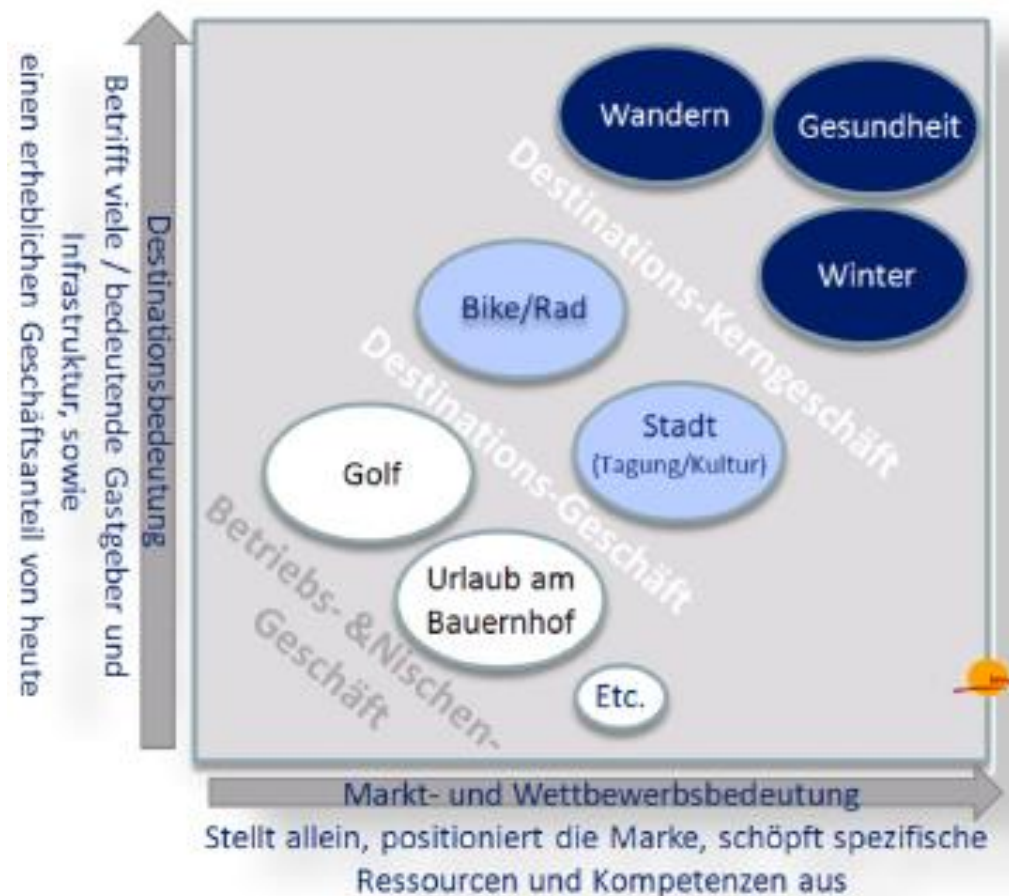 Wandern
Gesundheit
Winter
Destinations-Kerngeschäft
Bike/Rad
Destinations-Geschäft
Stadt
(Tagung/Kultur)
Golf
Urlaub am
Bauernhof
Betriebs- &Nischen-
Geschäft
Etc.
Destinationsbedeutung
Betrifft viele / bedeutende Gastgeber und
Infrastruktur, sowie
einen erheblichen Geschäftsanteil von heute
Markt- und Wettbewerbsbedeutung
Stellt allein, positioniert die Marke, schöpft spezifische
Ressourcen und Kompetenzen aus